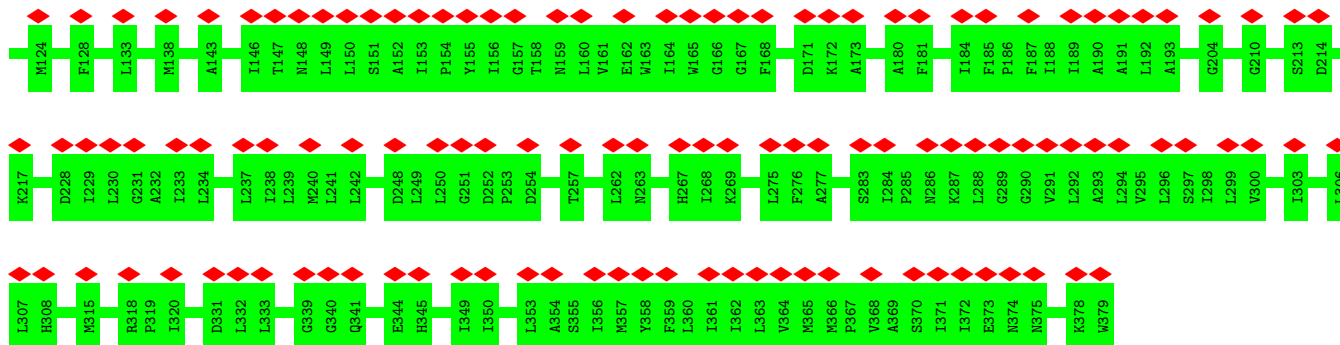 M124 F128 L133 M138 A143 I146 T147 N148 L149 L150 S151 A152 I153 P154 Y155 I156 G157 T158 N159 L160 V161 E162 W163 I164 W165 G166 G167 F168 D171 K172 A173 A180 F181 I184 F185 P186 F187 I188 I189 A190 A191 L192 A193 G204 G210 S213 D214
K217 D228 I229 L230 G231 A232 I233 L234 L237 I238 L239 M240 L241 L242 D248 L249 L250 G251 D252 P253 D254 T257 L262 N263 H267 I268 K269 L275 F276 A277 S283 I284 P285 N286 K287 L288 G289 G290 V291 L292 A293 L294 V295 L296 S297 I298 L299 V300 I303
L307 H308 M315 R318 P319 I320 D331 L332 L333 G339 G340 Q341 E344 H345 I349 I350 L353 A354 S355 I356 M357 Y358 F359 L360 I361 I362 L363 V364 M365 M366 P367 V368 A369 S370 I371 I372 E373 N374 N375 K378 W379